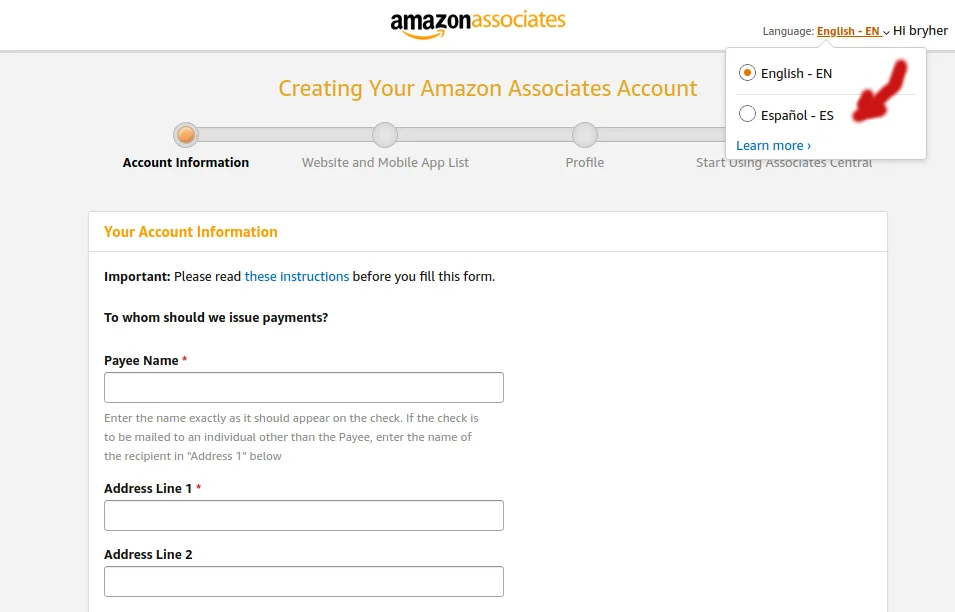 amazonassociates
Language: English - EN Hi bryher
English - EN
Español - ES
Learn more ›
Creating Your Amazon Associates Account
Account Information
Website and Mobile App List
Profile
Start Using Associates Central
Your Account Information
Important: Please read these instructions before you fill this form.
To whom should we issue payments?
Payee Name *
Enter the name exactly as it should appear on the check. If the check is
to be mailed to an individual other than the Payee, enter the name of
the recipient in "Address 1" below
Address Line 1 *
Address Line 2